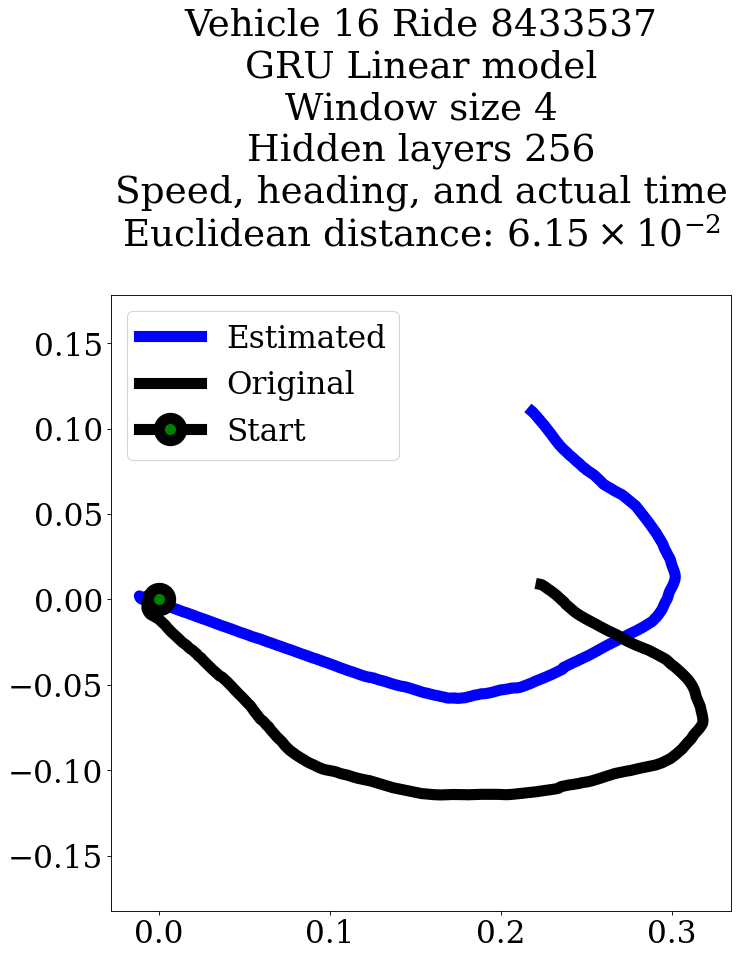 Vehicle 16 Ride 8433537
GRU Linear model
Window size 4
Hidden layers 256
Speed, heading, and actual time
Euclidean distance: 6.15 × 10⁻²
Estimated
Original
Start
0.15
0.10
0.05
0.00
−0.05
−0.10
−0.15
0.0 0.1 0.2 0.3